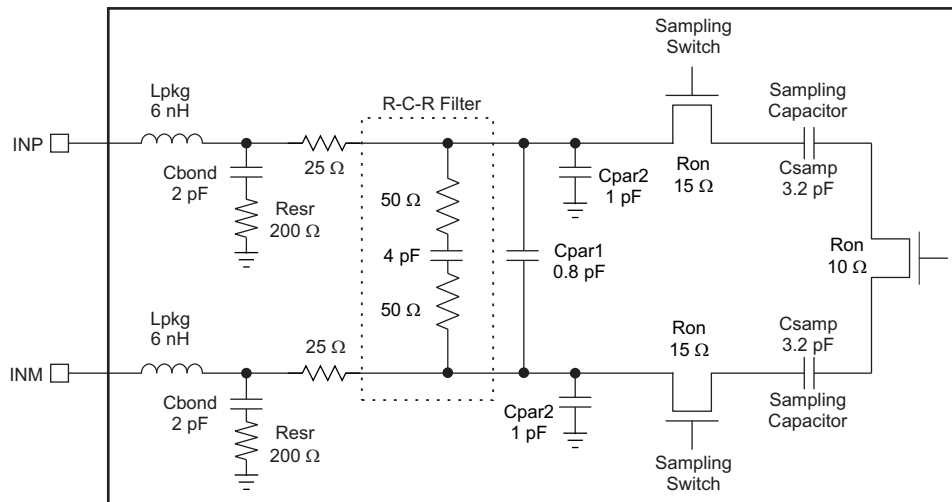 Sampling
Switch
Lpkg
6 nH
R-C-R Filter
Sampling
Capacitor
INP
25 Ω
Cbond
2 pF
Resr
200 Ω
50 Ω
4 pF
50 Ω
Cpar1
0.8 pF
Cpar2
1 pF
Ron
15 Ω
Csamp
3.2 pF
Ron
10 Ω
Lpkg
6 nH
25 Ω
Ron
15 Ω
Csamp
3.2 pF
INM
Cbond
2 pF
Resr
200 Ω
Cpar2
1 pF
Sampling
Capacitor
Sampling
Switch